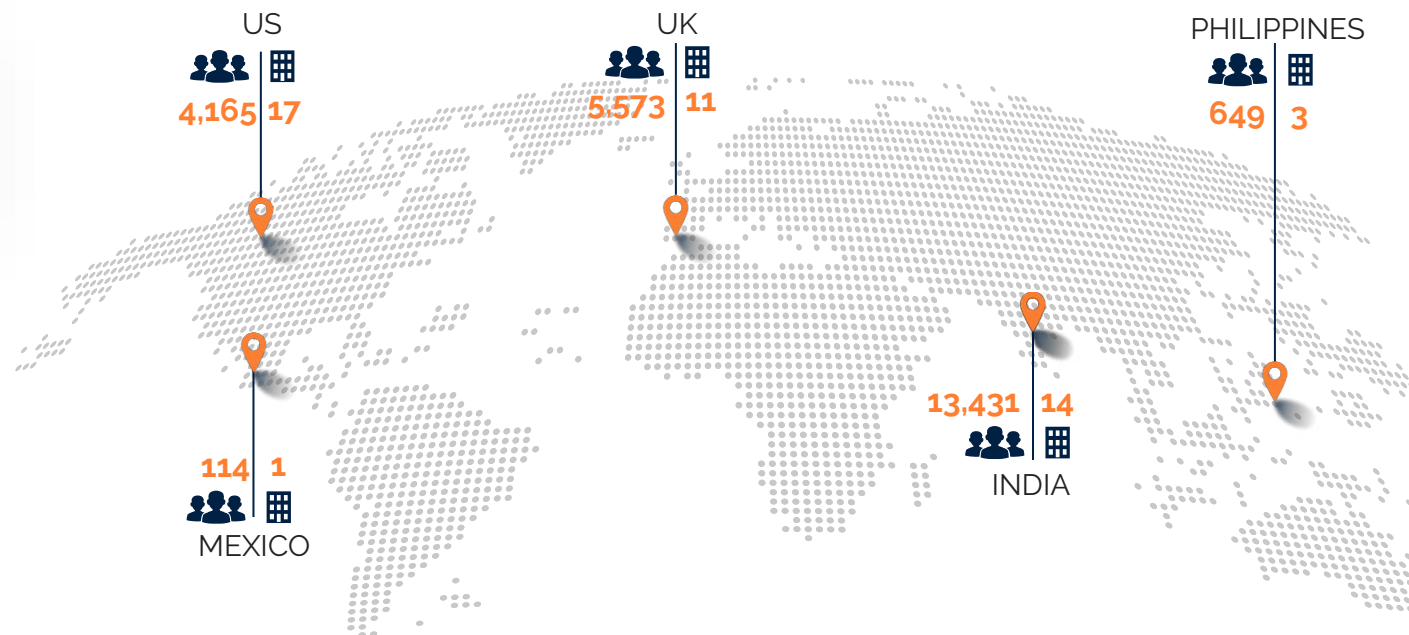 US
4,165 17
UK
5,573 11
PHILIPPINES
649 3
13,431 14
INDIA
114 1
MEXICO